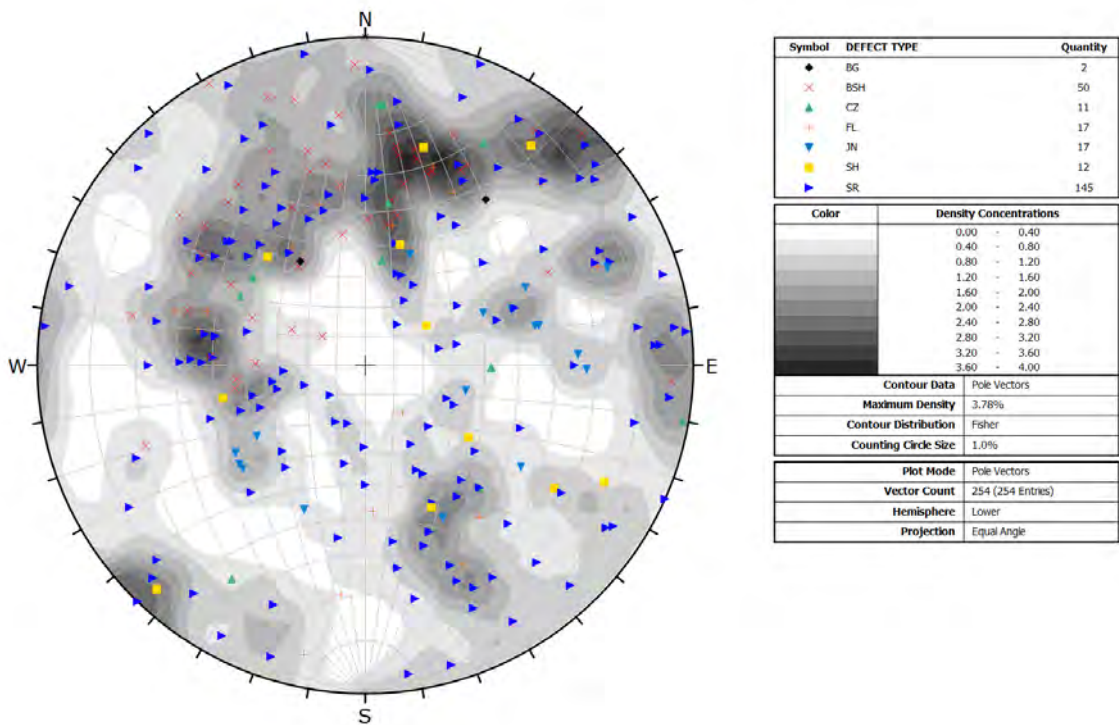 N
W
E
S
Symbol DEFECT TYPE Quantity
BG 2
BSH 50
CZ 11
FL 17
JN 17
SH 12
SR 145
Color Density Concentrations
0.00 - 0.40
0.40 - 0.80
0.80 - 1.20
1.20 - 1.60
1.60 - 2.00
2.00 - 2.40
2.40 - 2.80
2.80 - 3.20
3.20 - 3.60
3.60 - 4.00
Contour Data Pole Vectors
Maximum Density 3.78%
Contour Distribution Fisher
Counting Circle Size 1.0%
Plot Mode Pole Vectors
Vector Count 254 (254 Entries)
Hemisphere Lower
Projection Equal Angle